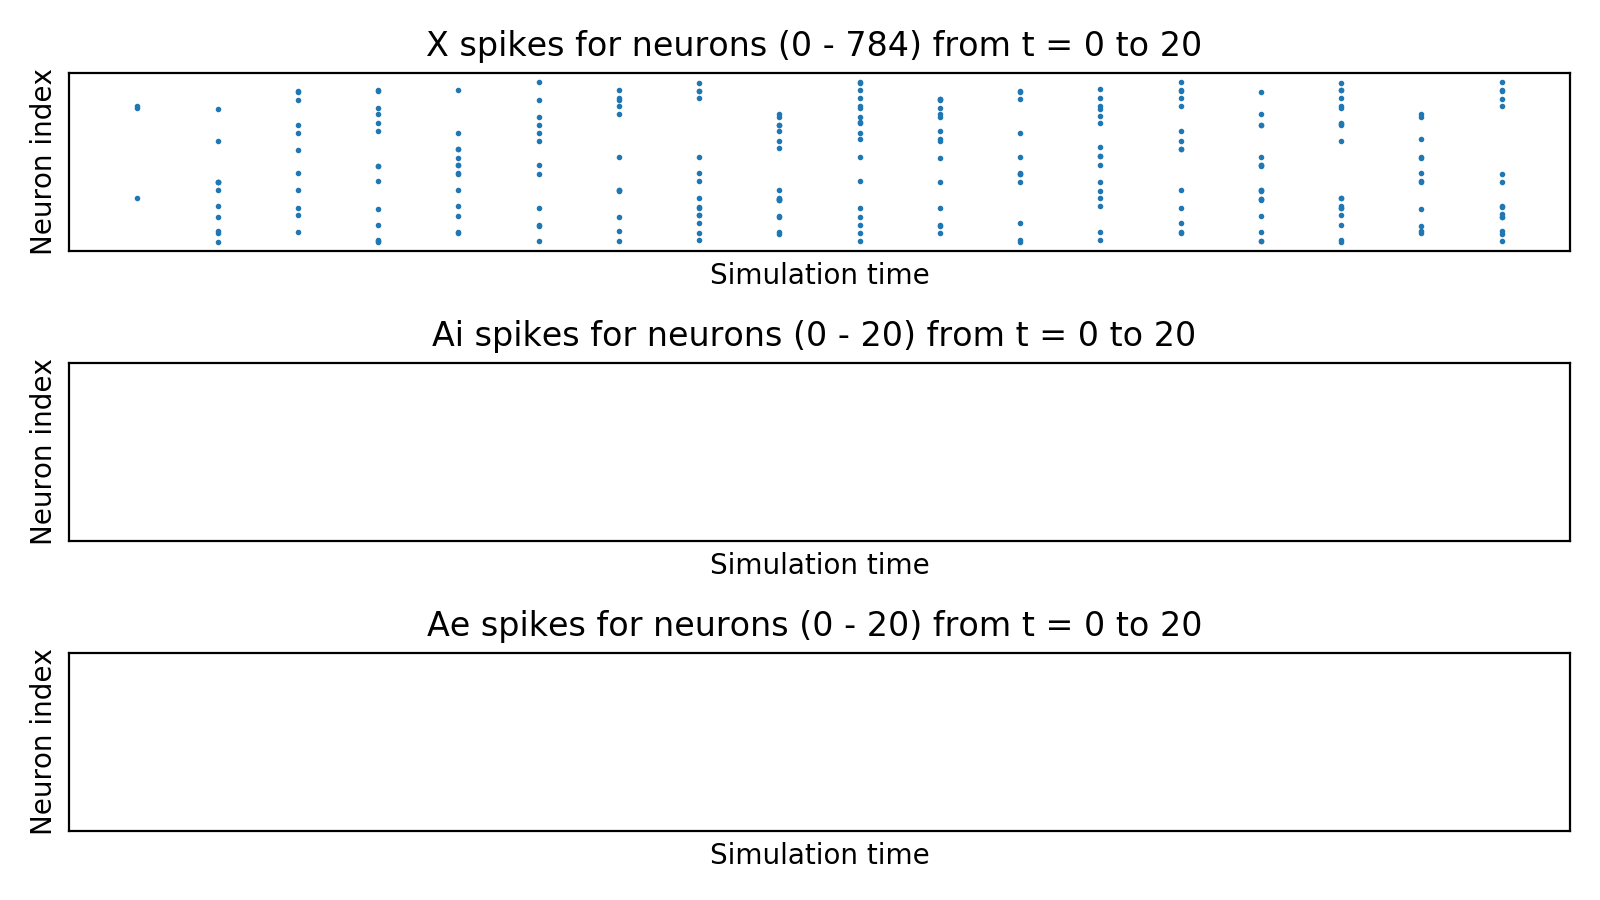 X spikes for neurons (0 - 784) from t = 0 to 20
Neuron index
Simulation time
Ai spikes for neurons (0 - 20) from t = 0 to 20
Neuron index
Simulation time
Ae spikes for neurons (0 - 20) from t = 0 to 20
Neuron index
Simulation time